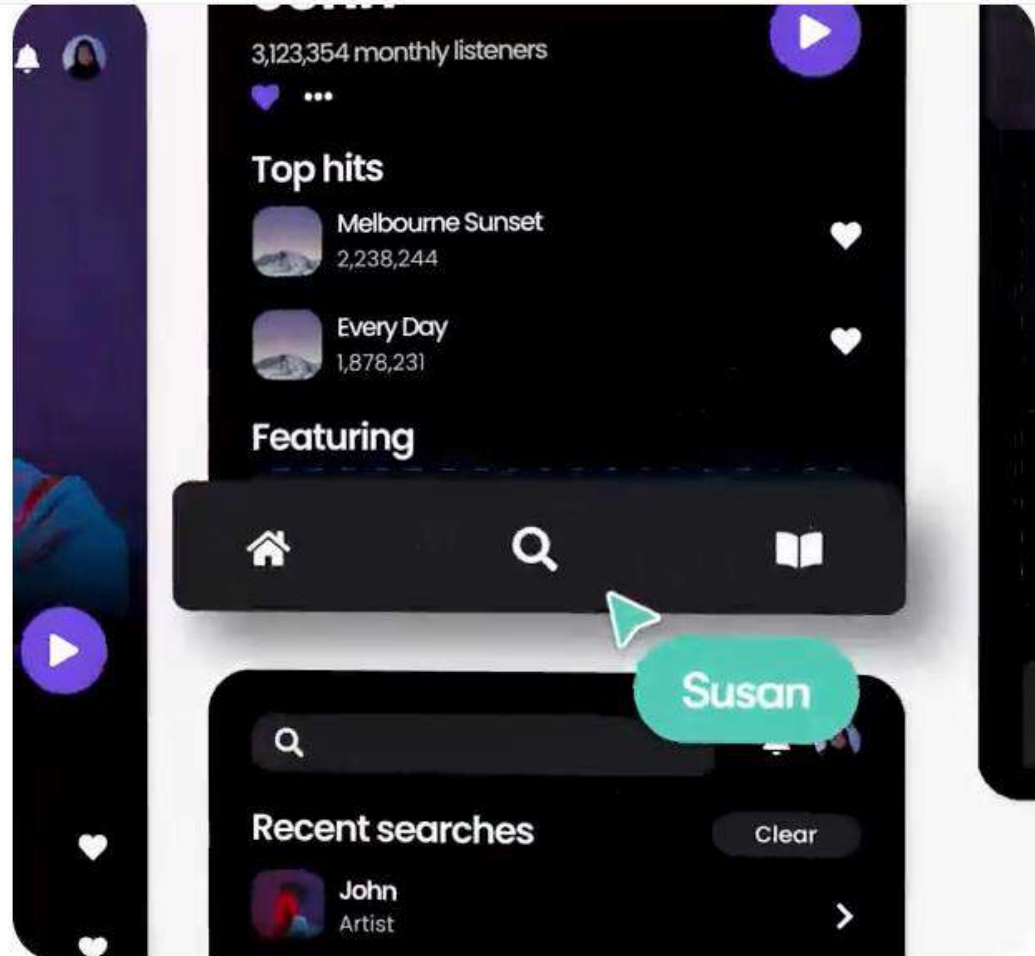 3,123,354 monthly listeners
Top hits
Melbourne Sunset
2,238,244
Every Day
1,878,231
Featuring
Susan
Recent searches
Clear
John
Artist